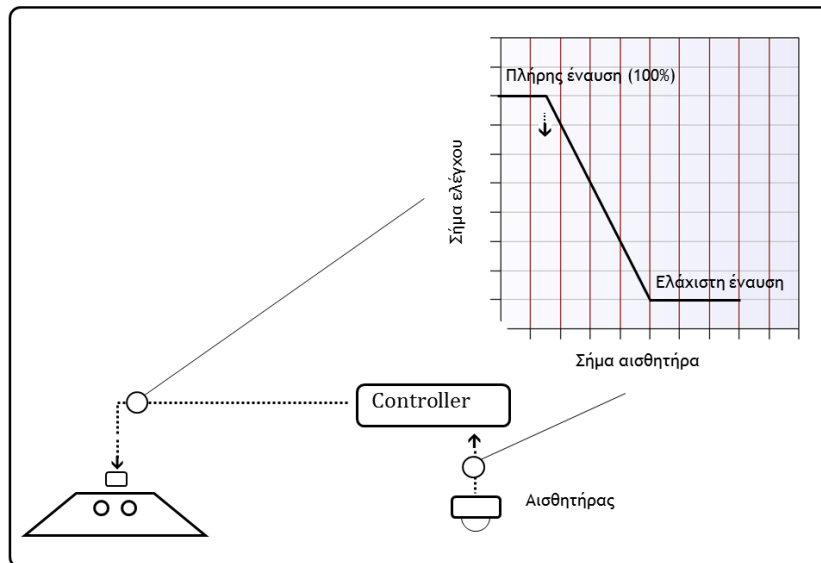 Πλήρης έναυση (100%)
Σήμα ελέγχου
Ελάχιστη έναυση
Σήμα αισθητήρα
Controller
Αισθητήρας